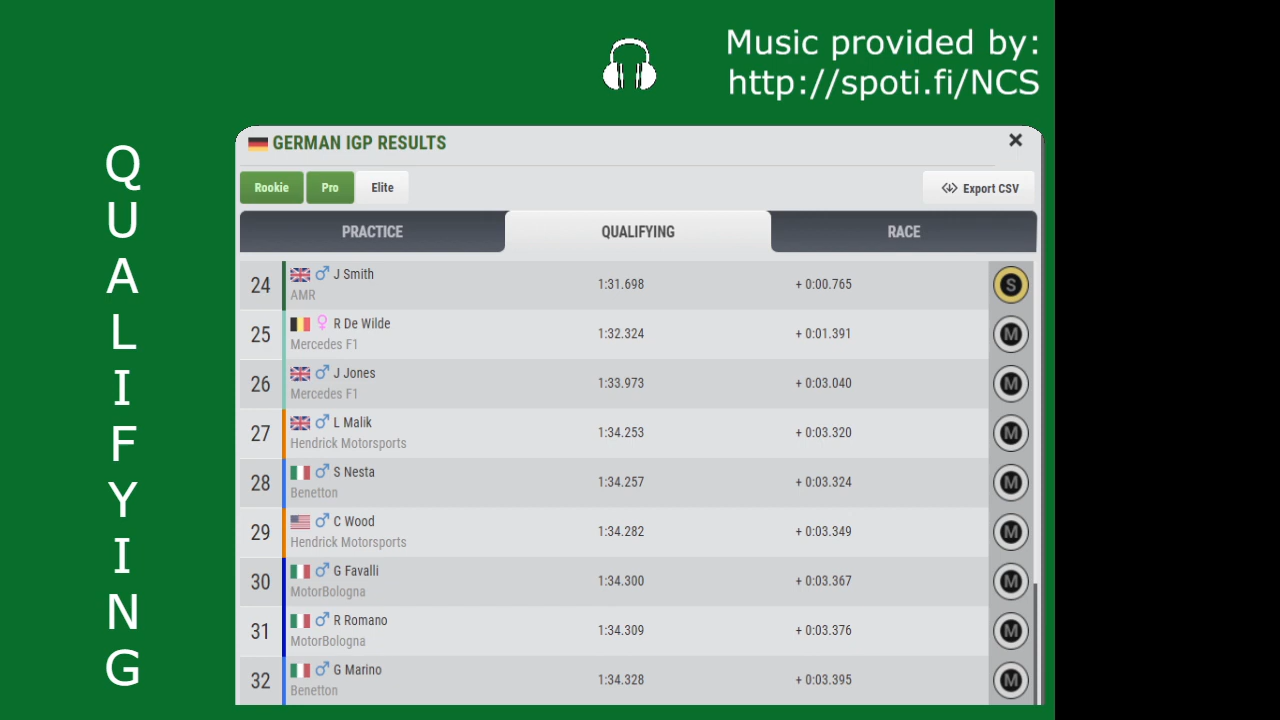 Music provided by:
http://spoti.fi/NCS
QUALIFYING
GERMAN IGP RESULTS
Rookie Pro Elite Export CSV
PRACTICE QUALIFYING RACE
24 J Smith 1:31.698 + 0:00.765 S
AMR
25 R De Wilde 1:32.324 + 0:01.391 M
Mercedes F1
26 J Jones 1:33.973 + 0:03.040 M
Mercedes F1
27 L Malik 1:34.253 + 0:03.320 M
Hendrick Motorsports
28 S Nesta 1:34.257 + 0:03.324 M
Benetton
29 C Wood 1:34.282 + 0:03.349 M
Hendrick Motorsports
30 G Favalli 1:34.300 + 0:03.367 M
MotorBologna
31 R Romano 1:34.309 + 0:03.376 M
MotorBologna
32 G Marino 1:34.328 + 0:03.395 M
Benetton